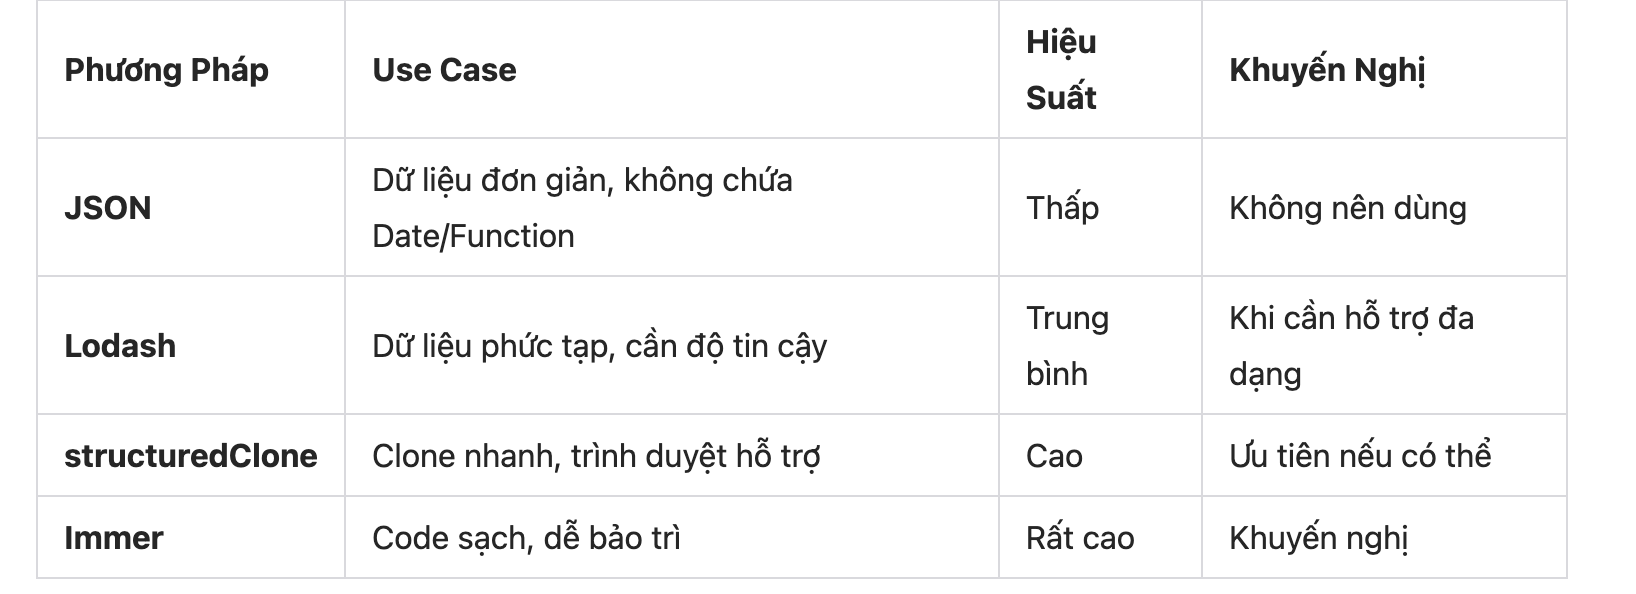 Phương Pháp
Use Case
Hiệu
Suất
Khuyến Nghị
JSON
Dữ liệu đơn giản, không chứa
Date/Function
Thấp
Không nên dùng
Lodash
Dữ liệu phức tạp, cần độ tin cậy
Trung
bình
Khi cần hỗ trợ đa
dạng
structuredClone
Clone nhanh, trình duyệt hỗ trợ
Cao
Ưu tiên nếu có thể
Immer
Code sạch, dễ bảo trì
Rất cao
Khuyến nghị